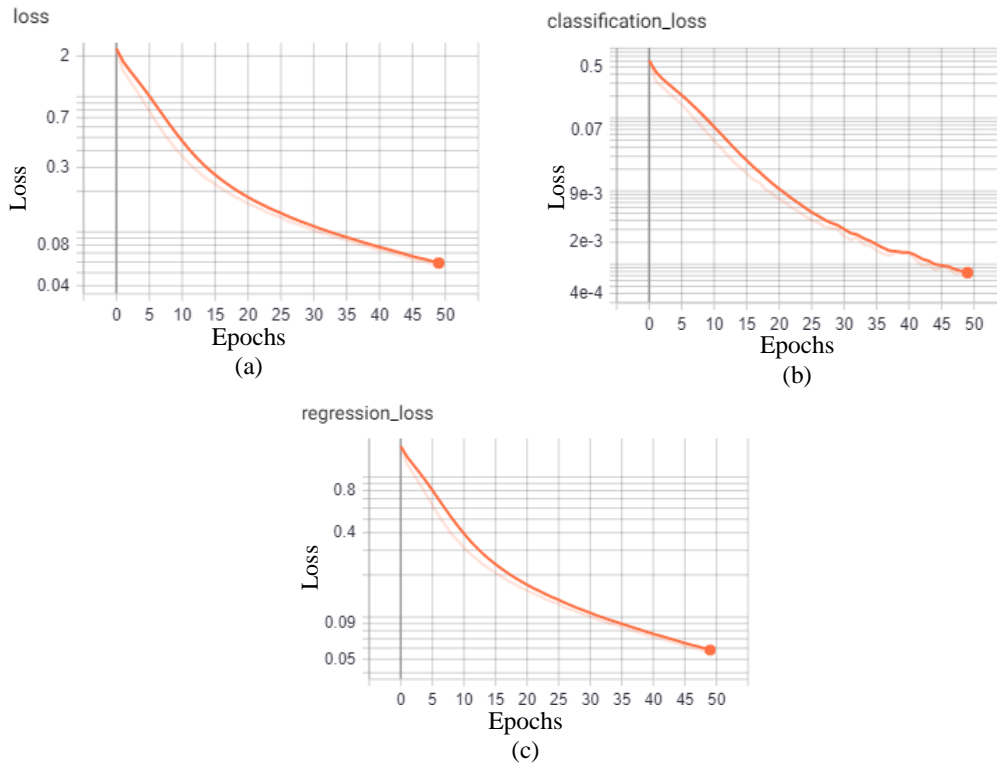 loss
2
0.7
0.3
0.08
0.04
Loss
0 5 10 15 20 25 30 35 40 45 50
Epochs
(a)
classification_loss
0.5
0.07
9e-3
2e-3
4e-4
Loss
0 5 10 15 20 25 30 35 40 45 50
Epochs
(b)
regression_loss
0.8
0.4
0.09
0.05
Loss
0 5 10 15 20 25 30 35 40 45 50
Epochs
(c)